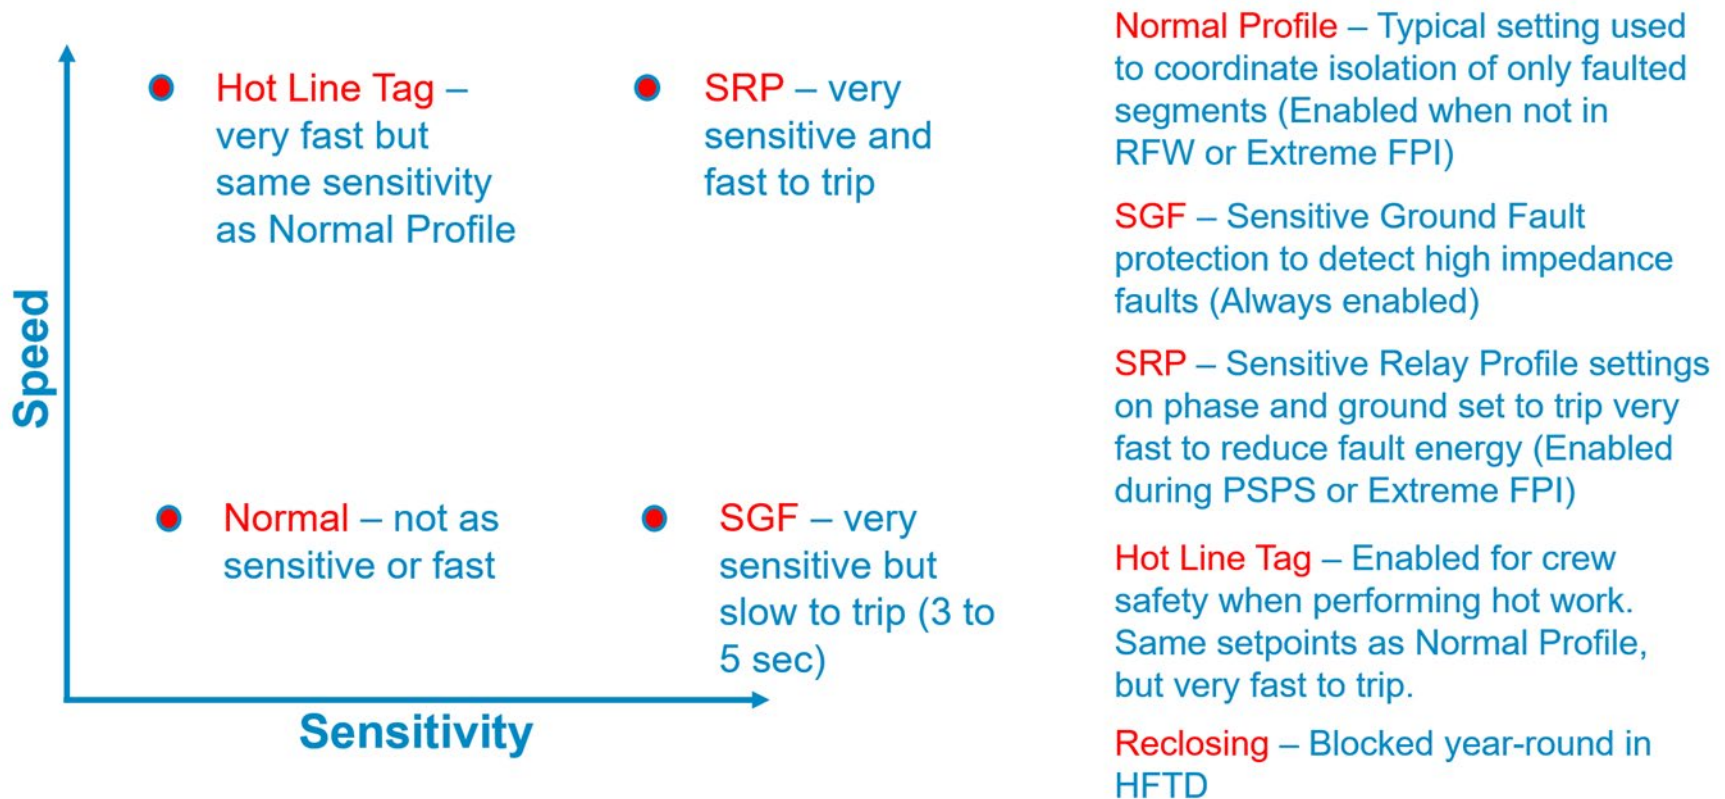 Speed
Hot Line Tag –
very fast but
same sensitivity
as Normal Profile
SRP – very
sensitive and
fast to trip
Normal – not as
sensitive or fast
SGF – very
sensitive but
slow to trip (3 to
5 sec)
Sensitivity
Normal Profile – Typical setting used
to coordinate isolation of only faulted
segments (Enabled when not in
RFW or Extreme FPI)
SGF – Sensitive Ground Fault
protection to detect high impedance
faults (Always enabled)
SRP – Sensitive Relay Profile settings
on phase and ground set to trip very
fast to reduce fault energy (Enabled
during PSPS or Extreme FPI)
Hot Line Tag – Enabled for crew
safety when performing hot work.
Same setpoints as Normal Profile,
but very fast to trip.
Reclosing – Blocked year-round in
HFTD